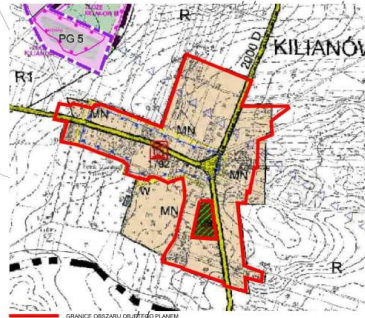 R
PG 5
2000 D
KILIANÓW
R1
MN
MN
MN
W
MN
R
GRANICE OBSZARU OBJĘTEGO PLANEM